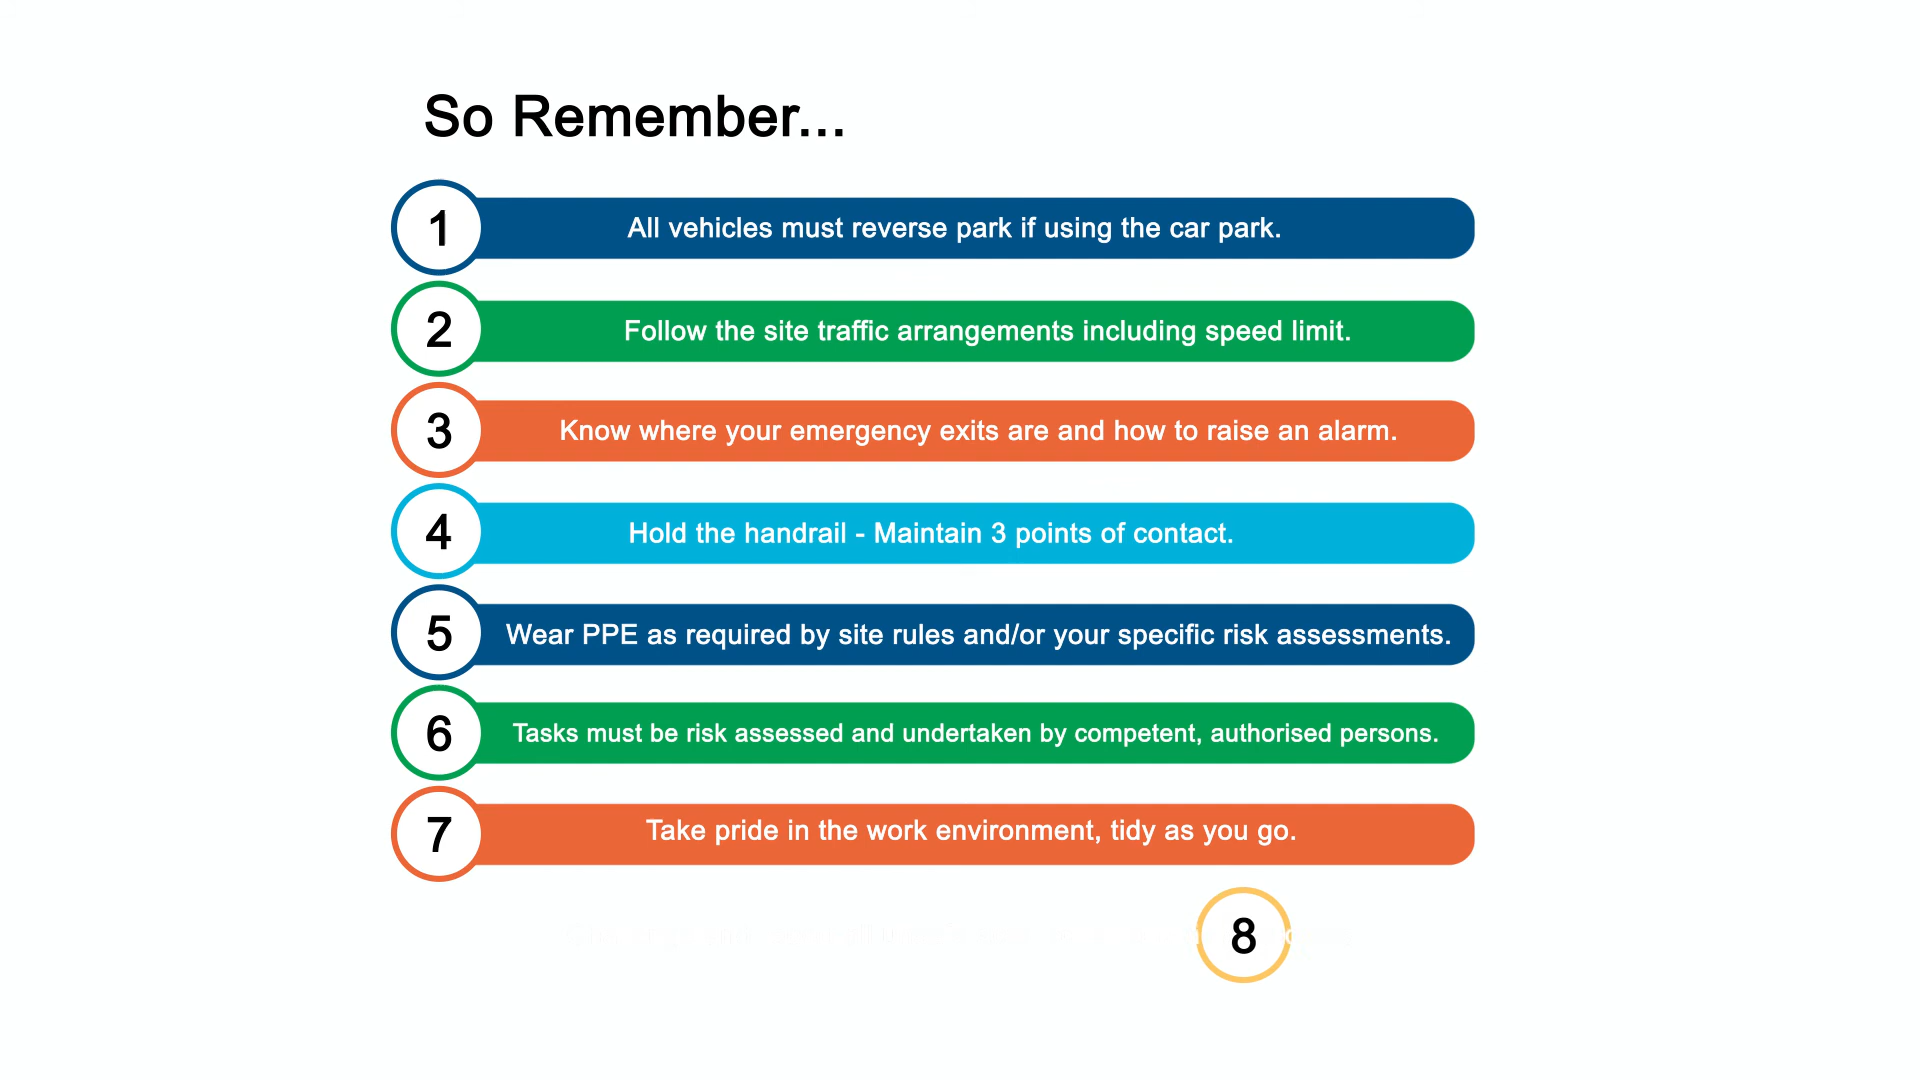 So Remember...
1 All vehicles must reverse park if using the car park.
2 Follow the site traffic arrangements including speed limit.
3 Know where your emergency exits are and how to raise an alarm.
4 Hold the handrail - Maintain 3 points of contact.
5 Wear PPE as required by site rules and/or your specific risk assessments.
6 Tasks must be risk assessed and undertaken by competent, authorised persons.
7 Take pride in the work environment, tidy as you go.
8